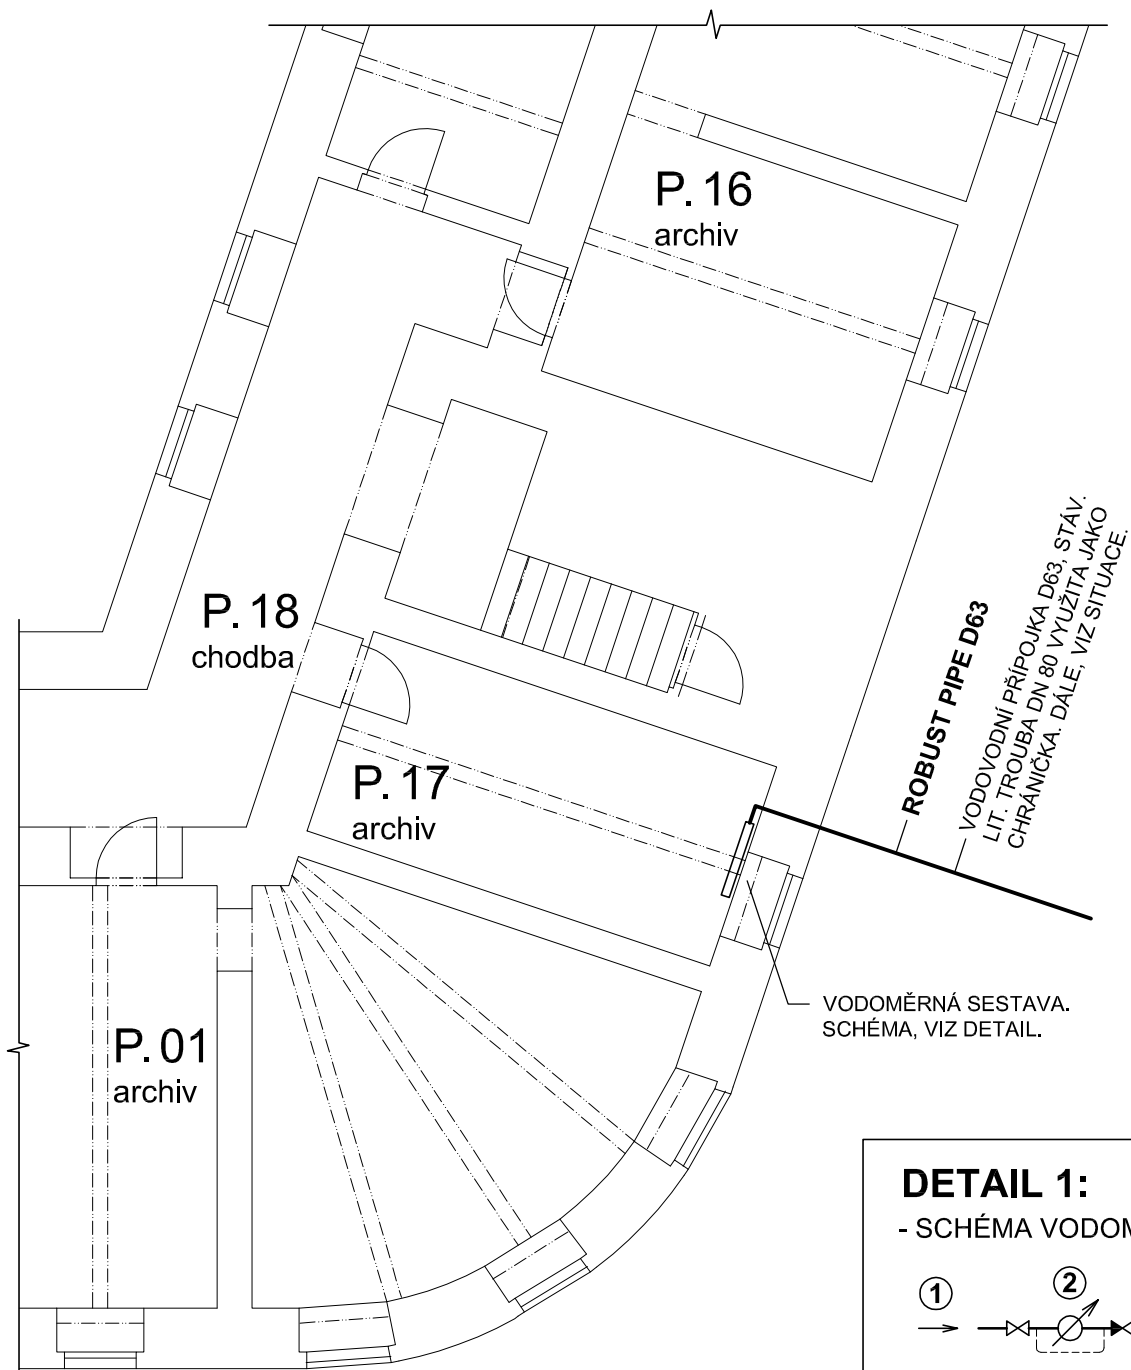 P. 16
archiv
P. 18
chodba
P. 17
archiv
P. 01
archiv
ROBUST PIPE D63
VODOVODNÍ PŘÍPOJKA D63, STÁV.
LIT. TROUBA DN 80 VYUŽITA JAKO
CHRÁNIČKA. DÁLE, VIZ SITUACE.
VODOMĚRNÁ SESTAVA.
SCHÉMA, VIZ DETAIL.
DETAIL 1:
- SCHÉMA VODOM
1
2